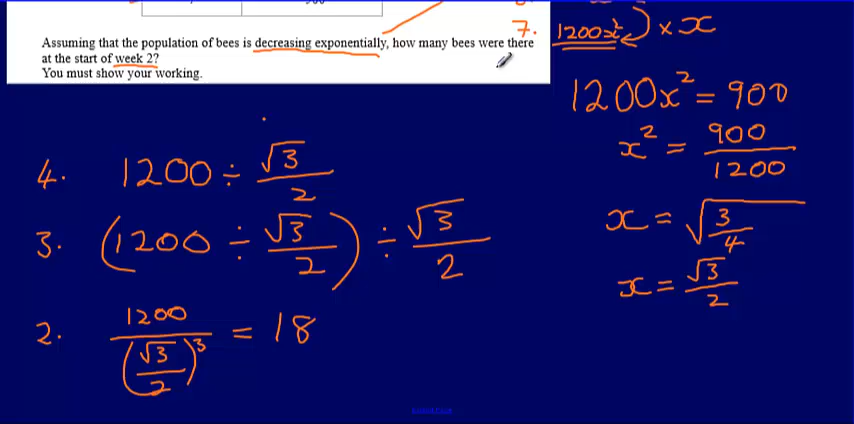 Assuming that the population of bees is decreasing exponentially, how many bees were there
at the start of week 2?
You must show your working.
7. 1200x²) × x
1200x² = 900
x² = 900/1200
x = √(3/4)
x = √3/2
4. 1200 ÷ √3/2
3. (1200 ÷ √3/2) ÷ √3/2
2. 1200/(√3/2)³ = 18